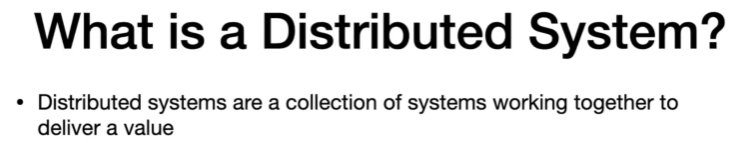 What is a Distributed System?
• Distributed systems are a collection of systems working together to
deliver a value